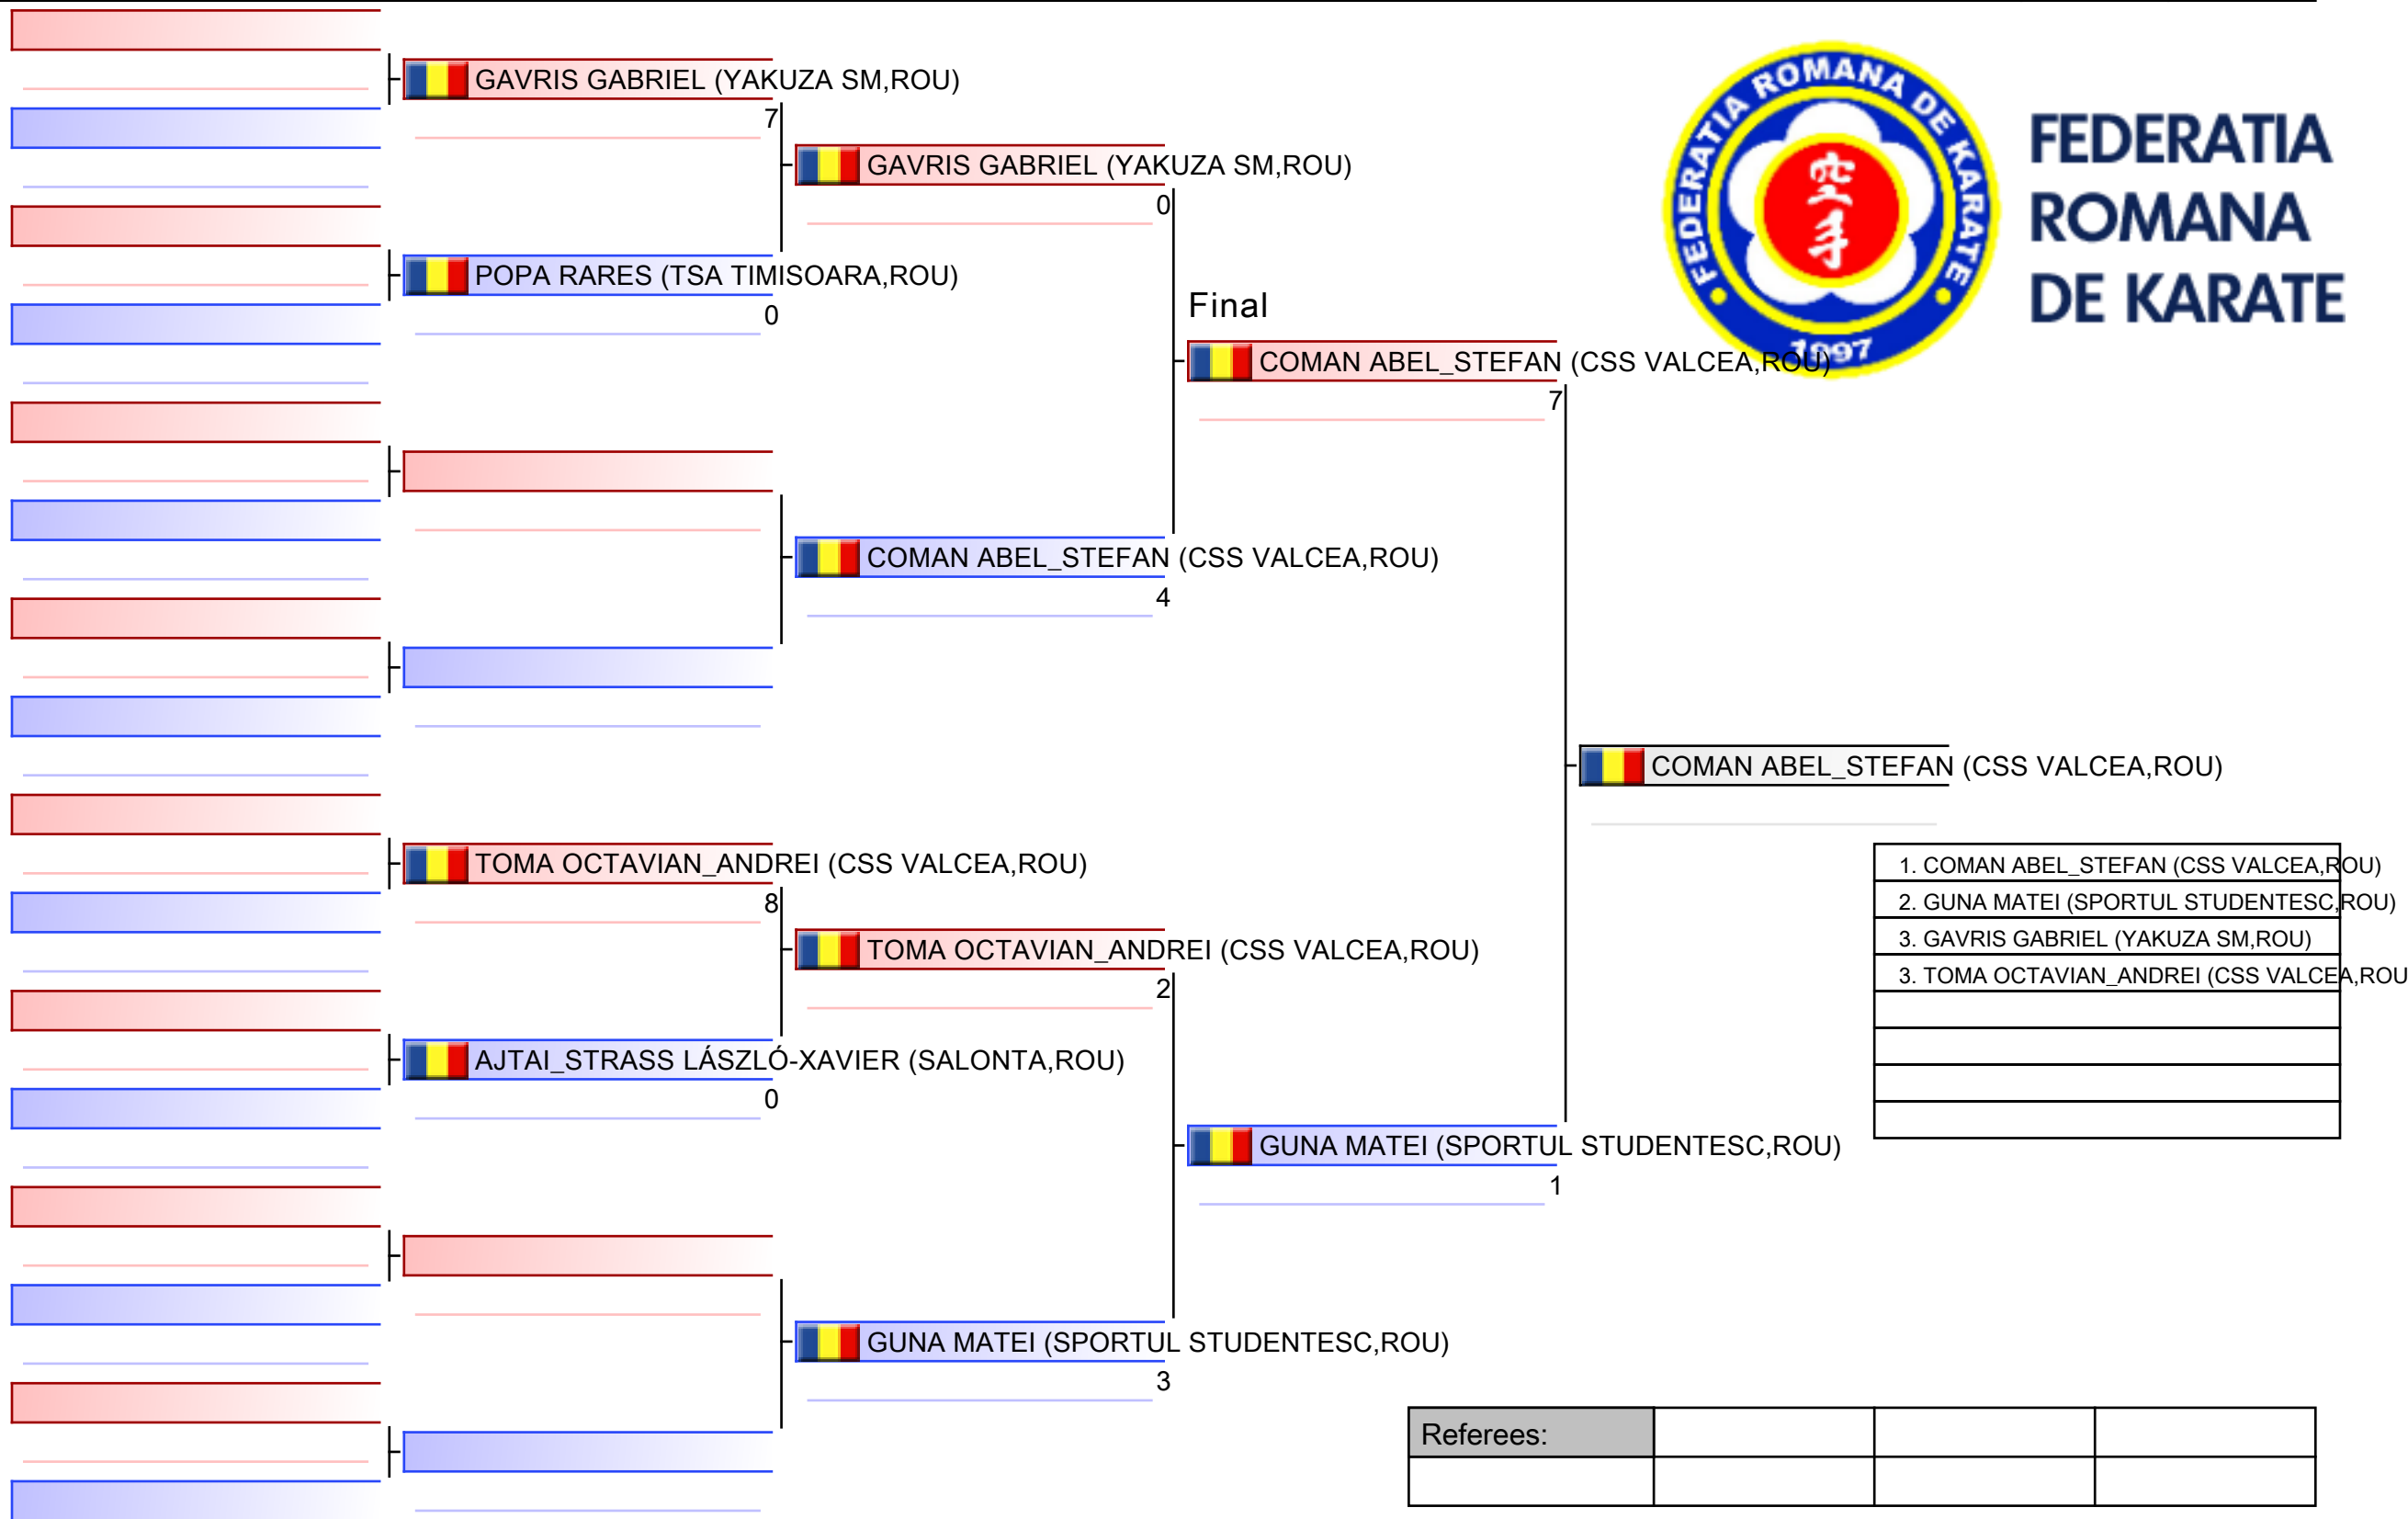 GAVRIS GABRIEL (YAKUZA SM,ROU)
7
POPA RARES (TSA TIMISOARA,ROU)
0
TOMA OCTAVIAN_ANDREI (CSS VALCEA,ROU)
8
AJTAI_STRASS LÁSZLÓ-XAVIER (SALONTA,ROU)
0
GAVRIS GABRIEL (YAKUZA SM,ROU)
0
COMAN ABEL_STEFAN (CSS VALCEA,ROU)
4
TOMA OCTAVIAN_ANDREI (CSS VALCEA,ROU)
2
GUNA MATEI (SPORTUL STUDENTESC,ROU)
3
Final
COMAN ABEL_STEFAN (CSS VALCEA,ROU)
7
GUNA MATEI (SPORTUL STUDENTESC,ROU)
1
COMAN ABEL_STEFAN (CSS VALCEA,ROU)
FEDERATIA ROMANA DE KARATE
空手
1997
FEDERATIA
ROMANA
DE KARATE
1. COMAN ABEL_STEFAN (CSS VALCEA,ROU)
2. GUNA MATEI (SPORTUL STUDENTESC,ROU)
3. GAVRIS GABRIEL (YAKUZA SM,ROU)
3. TOMA OCTAVIAN_ANDREI (CSS VALCEA,ROU
Referees: